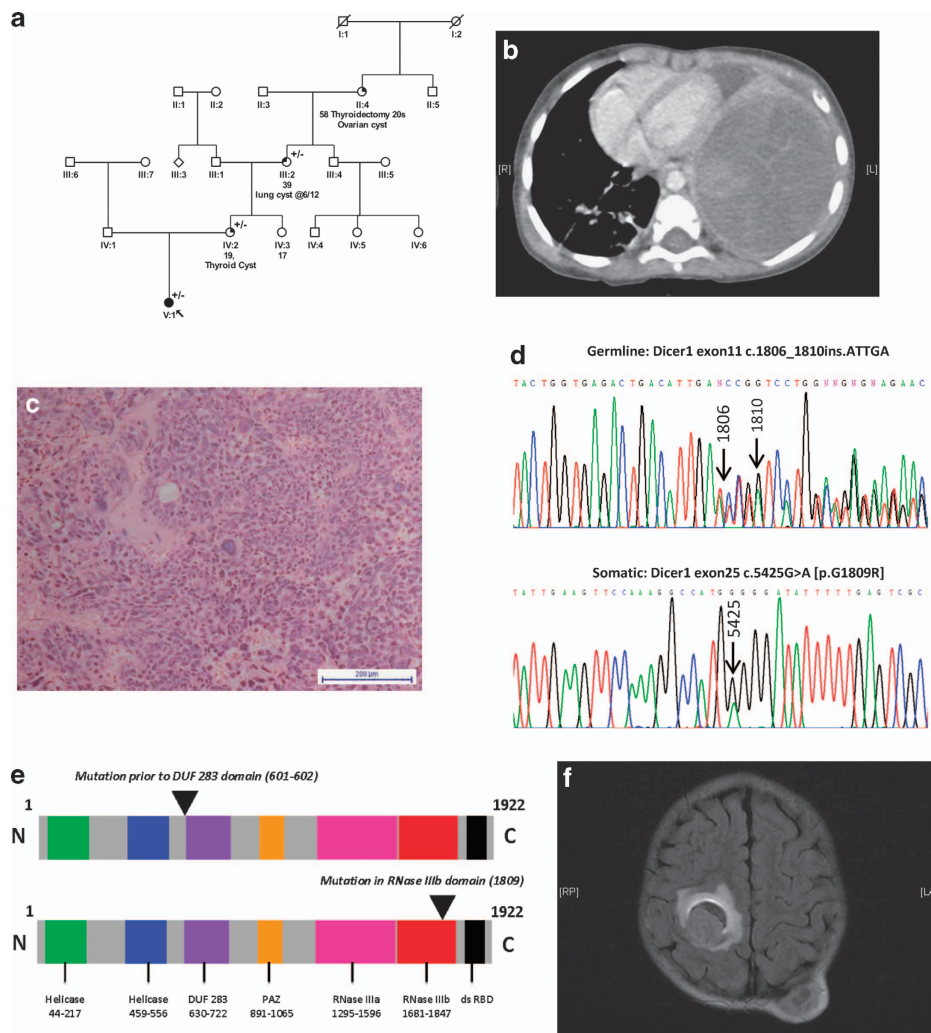 a
I:1
I:2
II:1
II:2
II:3
II:4
II:5
58 Thyroidectomy 20s
Ovarian cyst
+/-
III:6
III:7
III:3
III:1
III:2
III:4
III:5
39
lung cyst @6/12
+/-
IV:1
IV:2
IV:3
IV:4
IV:5
IV:6
19,
17
Thyroid Cyst
+/-
V:1
b
[R]
[L]
c
200 µm
d
Germline: Dicer1 exon11 c.1806_1810ins.ATTGA
TACTGGTGAGACTGACATTGANCCGGTCCTGGNNGNGNAGAAC
1806
1810
Somatic: Dicer1 exon25 c.5425G>A [p.G1809R]
TATTGAAGTTCCAAAGGCCATGGGGGATATTTTTGAGTCGC
5425
e
Mutation prior to DUF 283 domain (601-602)
1
1922
N
C
Mutation in RNase IIIb domain (1809)
1
1922
N
C
Helicase
44-217
Helicase
459-556
DUF 283
630-722
PAZ
891-1065
RNase IIIa
1295-1596
RNase IIIb
1681-1847
ds RBD
f
[RP]
[LA